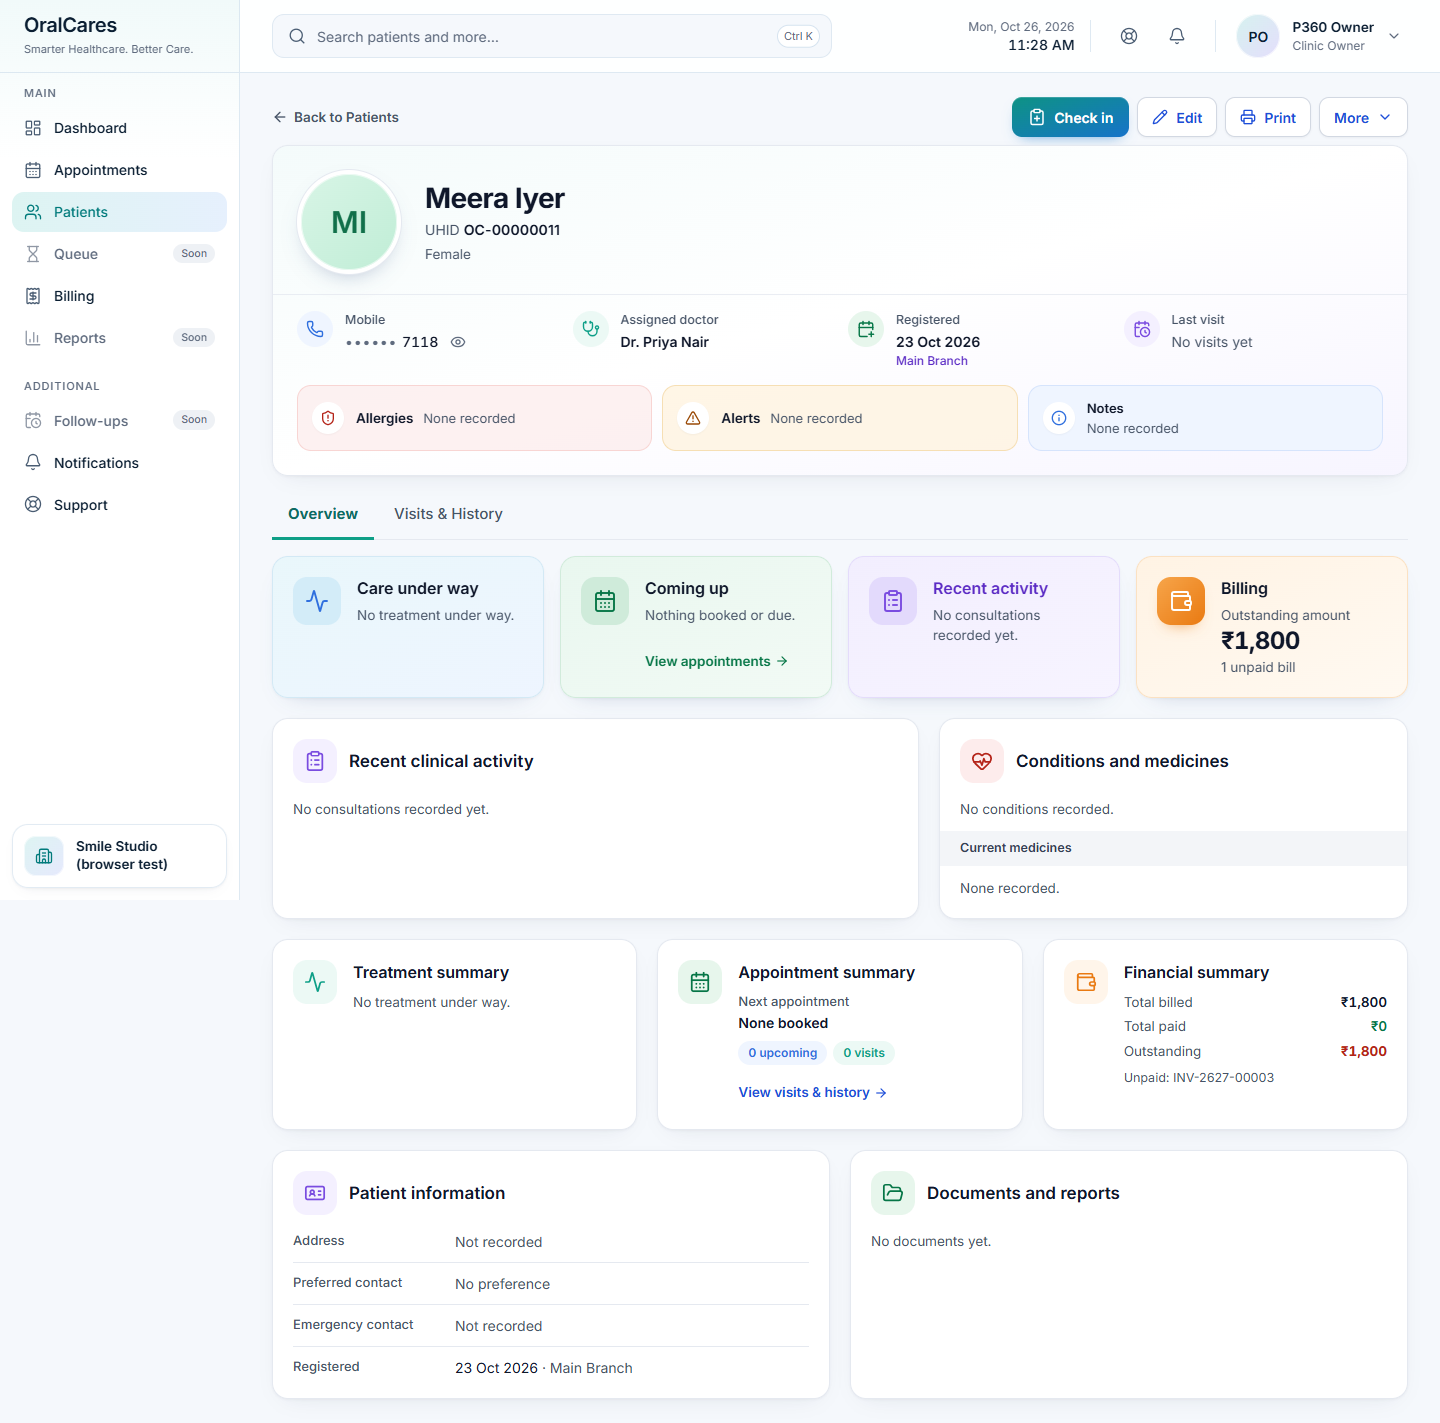 OralCares
Smarter Healthcare. Better Care.
Search patients and more...
Ctrl K
Mon, Oct 26, 2026
11:28 AM
PO
P360 Owner
Clinic Owner
MAIN
Dashboard
Appointments
Patients
Queue
Soon
Billing
Reports
Soon
ADDITIONAL
Follow-ups
Soon
Notifications
Support
Smile Studio
(browser test)
Back to Patients
Check in
Edit
Print
More
MI
Meera Iyer
UHID OC-00000011
Female
Mobile
•••••• 7118
Assigned doctor
Dr. Priya Nair
Registered
23 Oct 2026
Main Branch
Last visit
No visits yet
Allergies None recorded
Alerts None recorded
Notes
None recorded
Overview
Visits & History
Care under way
No treatment under way.
Coming up
Nothing booked or due.
View appointments →
Recent activity
No consultations
recorded yet.
Billing
Outstanding amount
₹1,800
1 unpaid bill
Recent clinical activity
No consultations recorded yet.
Conditions and medicines
No conditions recorded.
Current medicines
None recorded.
Treatment summary
No treatment under way.
Appointment summary
Next appointment
None booked
0 upcoming
0 visits
View visits & history →
Financial summary
Total billed ₹1,800
Total paid ₹0
Outstanding ₹1,800
Unpaid: INV-2627-00003
Patient information
Address Not recorded
Preferred contact No preference
Emergency contact Not recorded
Registered 23 Oct 2026 · Main Branch
Documents and reports
No documents yet.